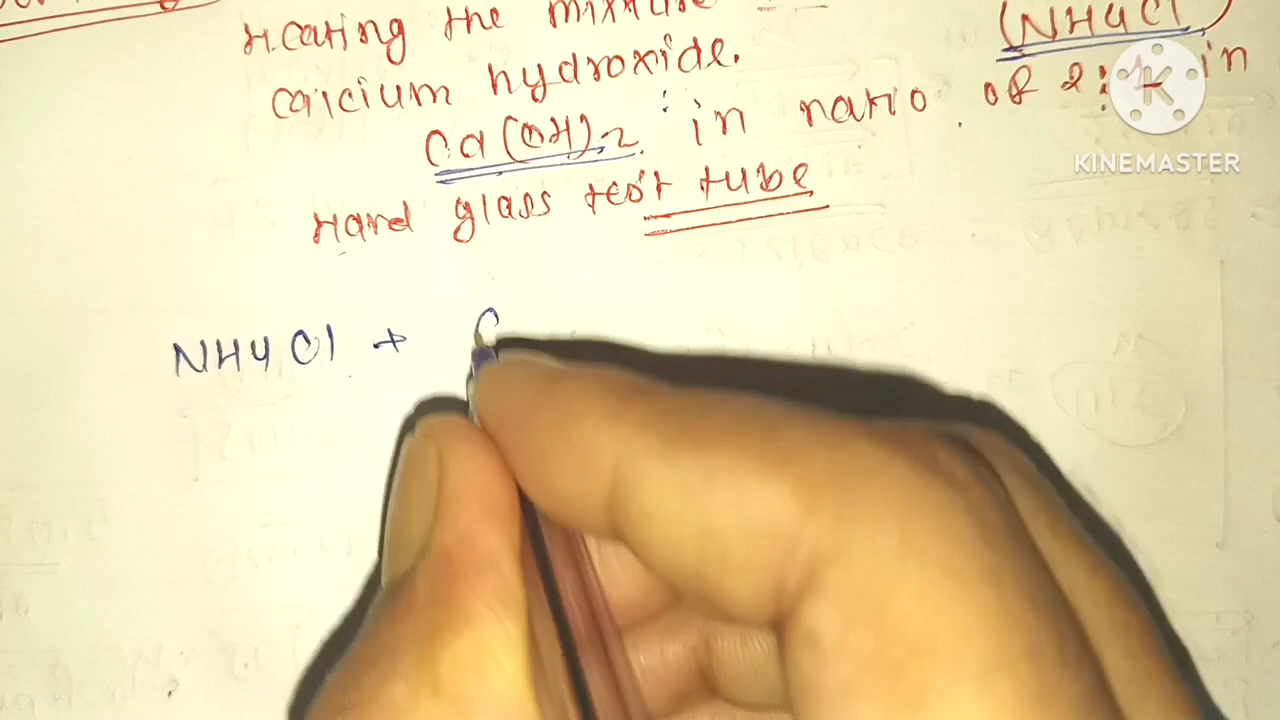 Heating the mixture
(NH4Cl)
calcium hydroxide.
Ca(OH)2 in ratio of 2:1 in
Hard glass test tube
NH4Cl + C
KINEMASTER